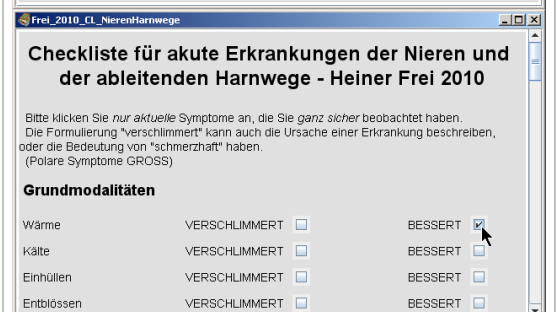 Frei_2010_CL_NierenHarnwege
Checkliste für akute Erkrankungen der Nieren und
der ableitenden Harnwege - Heiner Frei 2010
Bitte klicken Sie nur aktuelle Symptome an, die Sie ganz sicher beobachtet haben.
Die Formulierung "verschlimmert" kann auch die Ursache einer Erkrankung beschreiben,
oder die Bedeutung von "schmerzhaft" haben.
(Polare Symptome GROSS)
Grundmodalitäten
Wärme VERSCHLIMMERT BESSERT
Kälte VERSCHLIMMERT BESSERT
Einhüllen VERSCHLIMMERT BESSERT
Entblössen VERSCHLIMMERT BESSERT